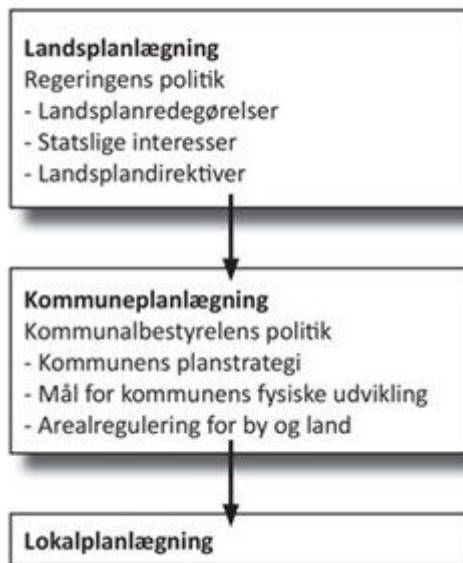 Landsplanlægning
Regeringens politik
- Landsplanredegørelser
- Statslige interesser
- Landsplandirektiver
Kommuneplanlægning
Kommunalbestyrelens politik
- Kommunens planstrategi
- Mål for kommunens fysiske udvikling
- Arealregulering for by og land
Lokalplanlægning